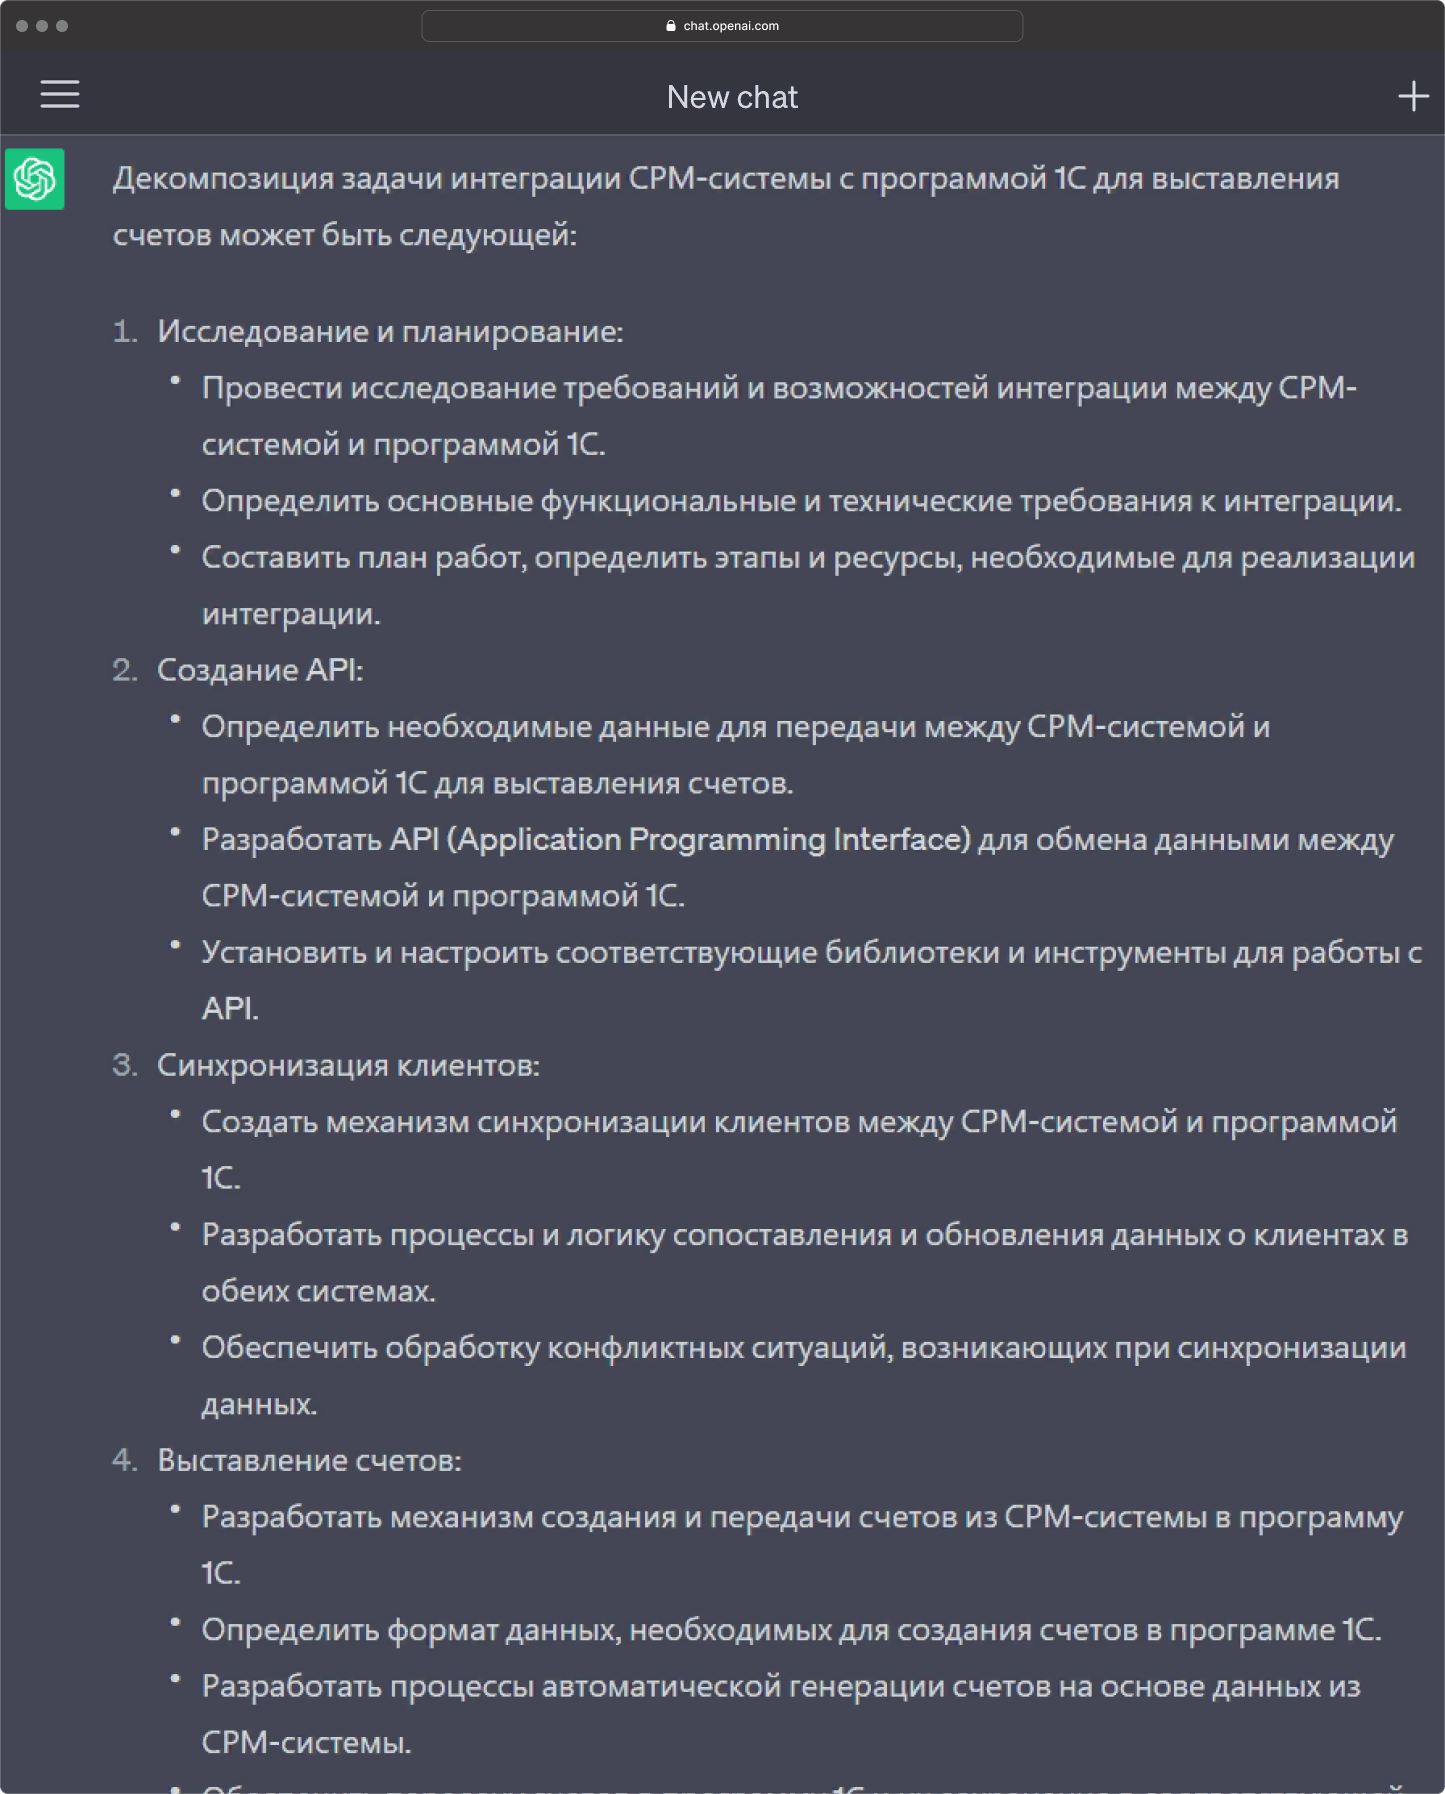 chat.openai.com
New chat
Декомпозиция задачи интеграции СРМ-системы с программой 1С для выставления
счетов может быть следующей:
1. Исследование и планирование:
• Провести исследование требований и возможностей интеграции между СРМ-
системой и программой 1С.
• Определить основные функциональные и технические требования к интеграции.
• Составить план работ, определить этапы и ресурсы, необходимые для реализации
интеграции.
2. Создание API:
• Определить необходимые данные для передачи между СРМ-системой и
программой 1С для выставления счетов.
• Разработать API (Application Programming Interface) для обмена данными между
СРМ-системой и программой 1С.
• Установить и настроить соответствующие библиотеки и инструменты для работы с
API.
3. Синхронизация клиентов:
• Создать механизм синхронизации клиентов между СРМ-системой и программой
1С.
• Разработать процессы и логику сопоставления и обновления данных о клиентах в
обеих системах.
• Обеспечить обработку конфликтных ситуаций, возникающих при синхронизации
данных.
4. Выставление счетов:
• Разработать механизм создания и передачи счетов из СРМ-системы в программу
1С.
• Определить формат данных, необходимых для создания счетов в программе 1С.
• Разработать процессы автоматической генерации счетов на основе данных из
СРМ-системы.